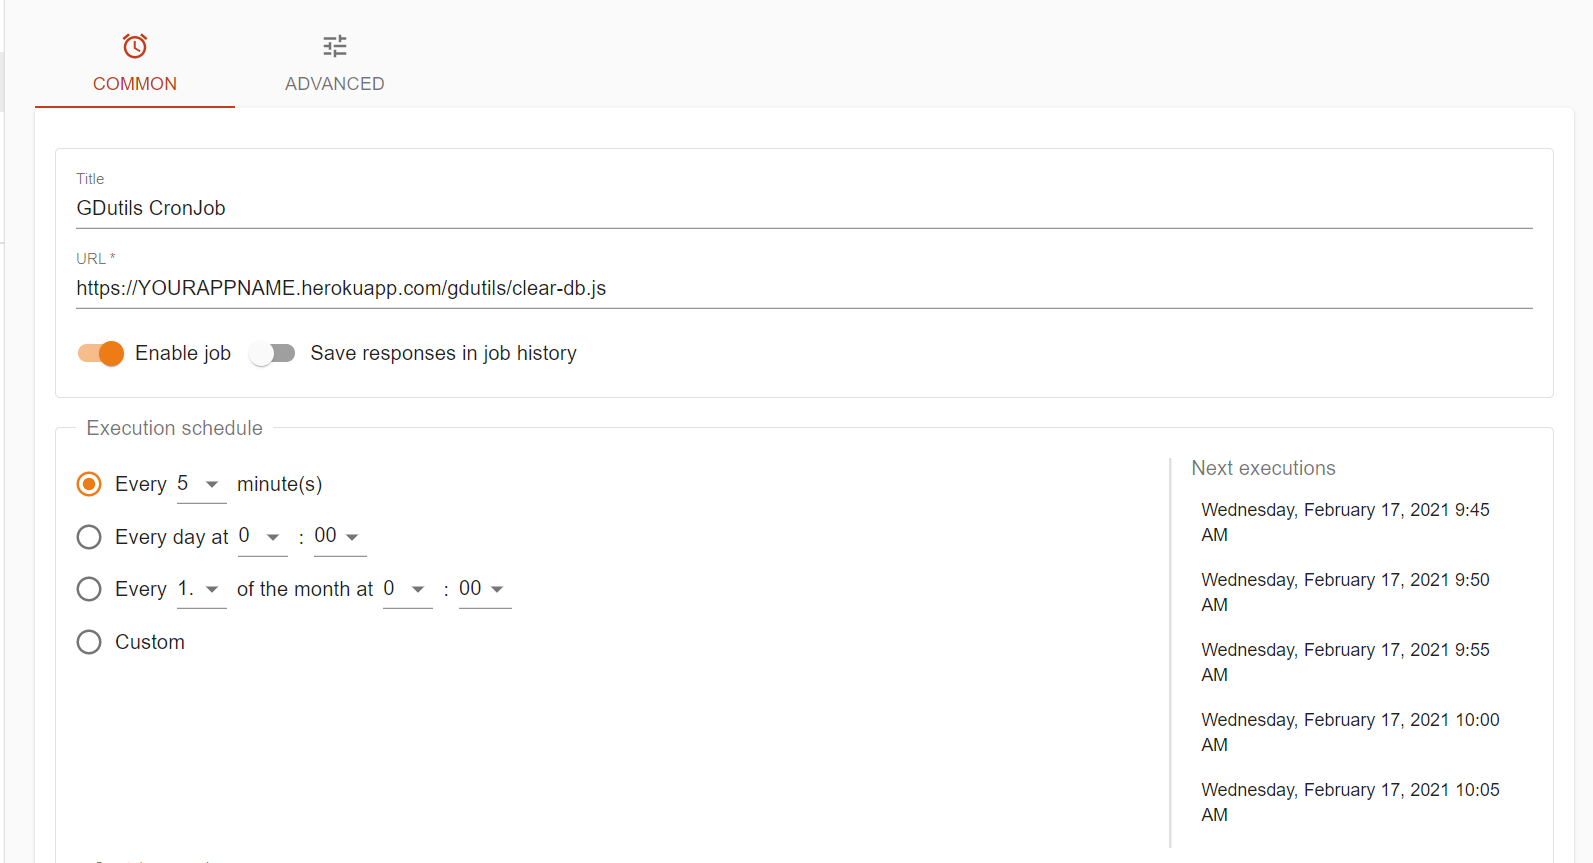 COMMON
ADVANCED
Title
GDutils CronJob
URL *
https://YOURAPPNAME.herokuapp.com/gdutils/clear-db.js
Enable job
Save responses in job history
Execution schedule
Every 5 minute(s)
Every day at 0 : 00
Every 1. of the month at 0 : 00
Custom
Next executions
Wednesday, February 17, 2021 9:45
AM
Wednesday, February 17, 2021 9:50
AM
Wednesday, February 17, 2021 9:55
AM
Wednesday, February 17, 2021 10:00
AM
Wednesday, February 17, 2021 10:05
AM